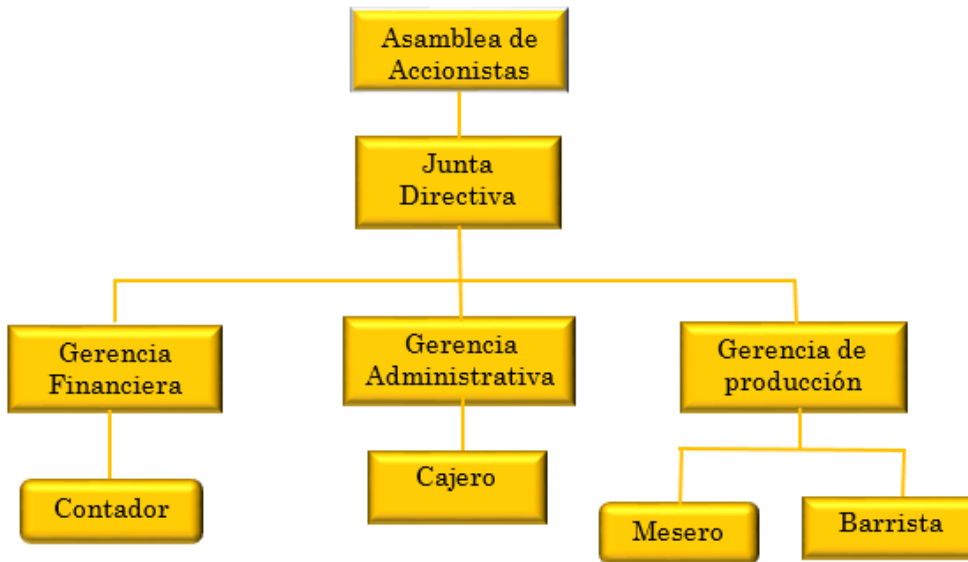 Asamblea de
Accionistas
Junta
Directiva
Gerencia
Financiera
Gerencia
Administrativa
Gerencia de
producción
Contador
Cajero
Mesero
Barrista